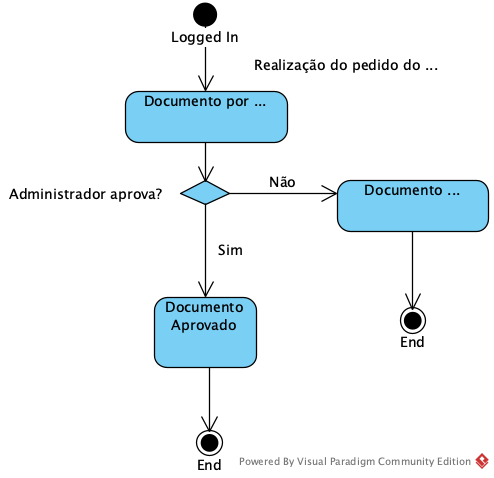 Logged In
Realização do pedido do ...
Documento por ...
Administrador aprova?
Não
Documento ...
Sim
Documento
Aprovado
End
End
Powered By Visual Paradigm Community Edition